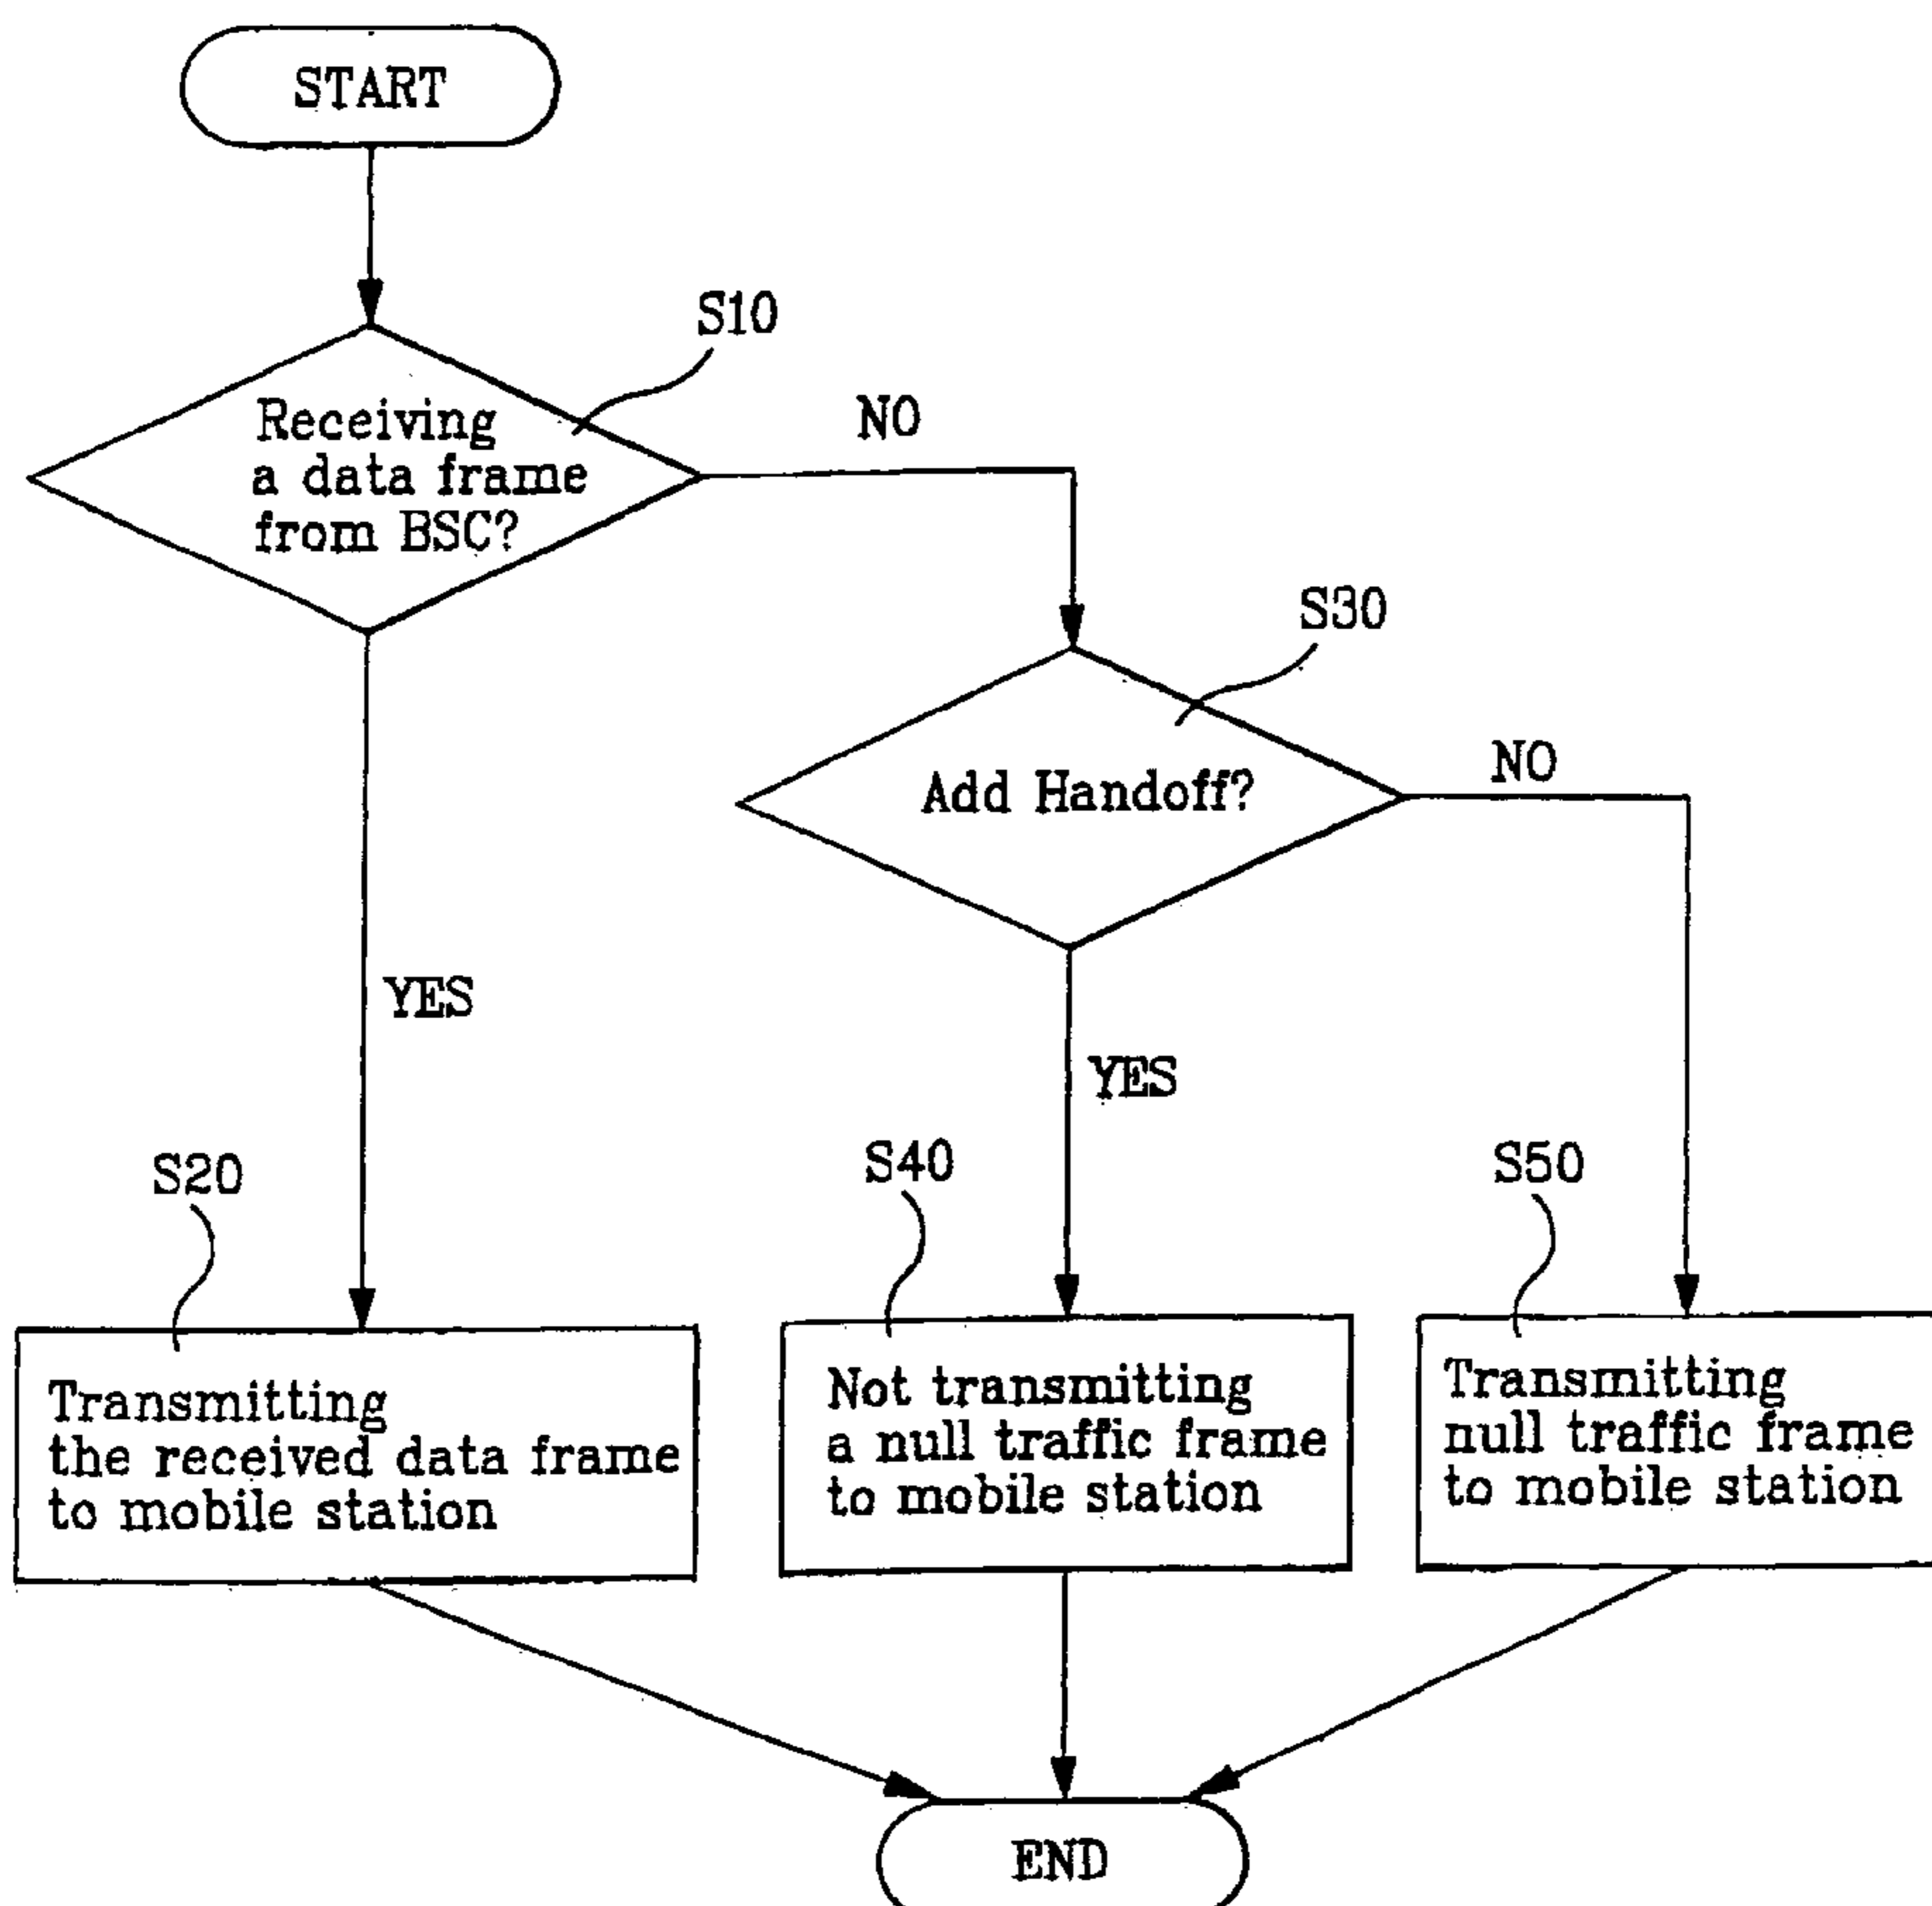 START
S10
Receiving
a data frame
from BSC?
NO
S30
Add Handoff?
NO
YES
YES
S20
S40
S50
Transmitting
the received data frame
to mobile station
Not transmitting
a null traffic frame
to mobile station
Transmitting
null traffic frame
to mobile station
END